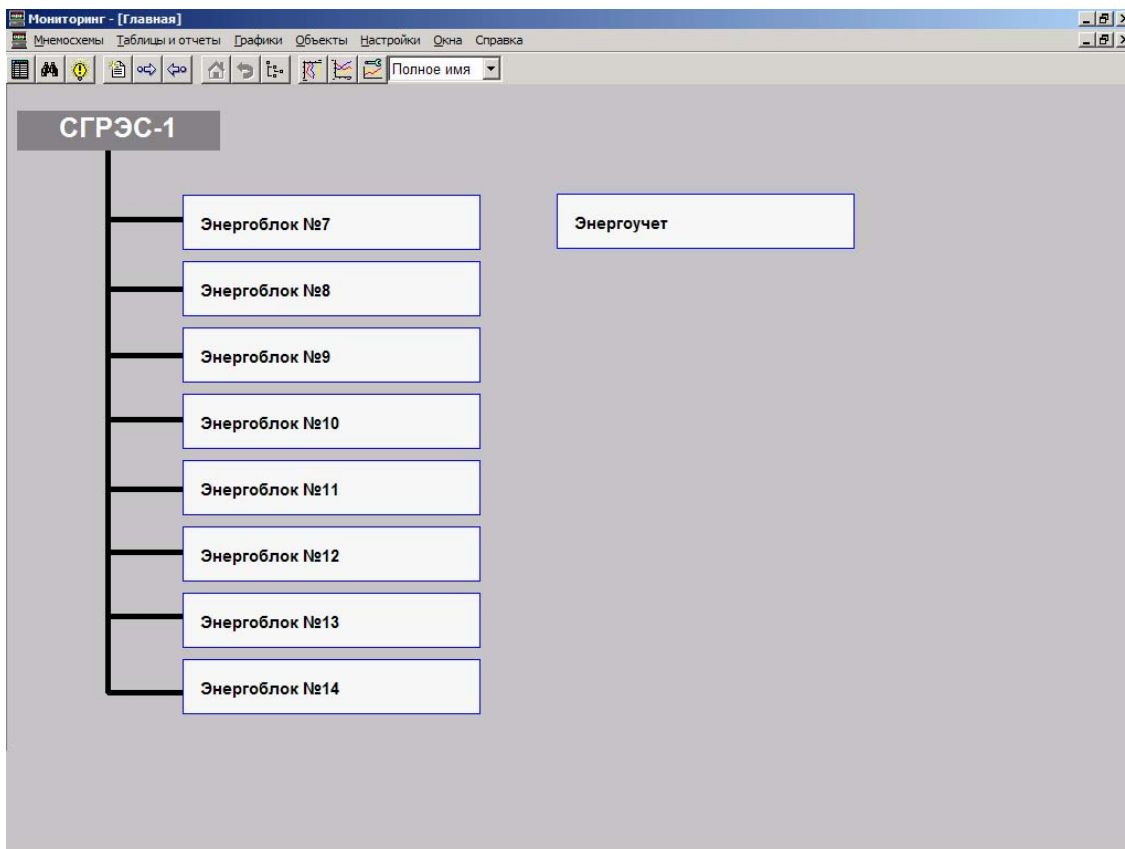 Мониторинг - [Главная]
Мнемосхемы Таблицы и отчеты Графики Объекты Настройки Окна Справка
Полное имя
СГРЭС-1
Энергоблок №7
Энергоучет
Энергоблок №8
Энергоблок №9
Энергоблок №10
Энергоблок №11
Энергоблок №12
Энергоблок №13
Энергоблок №14